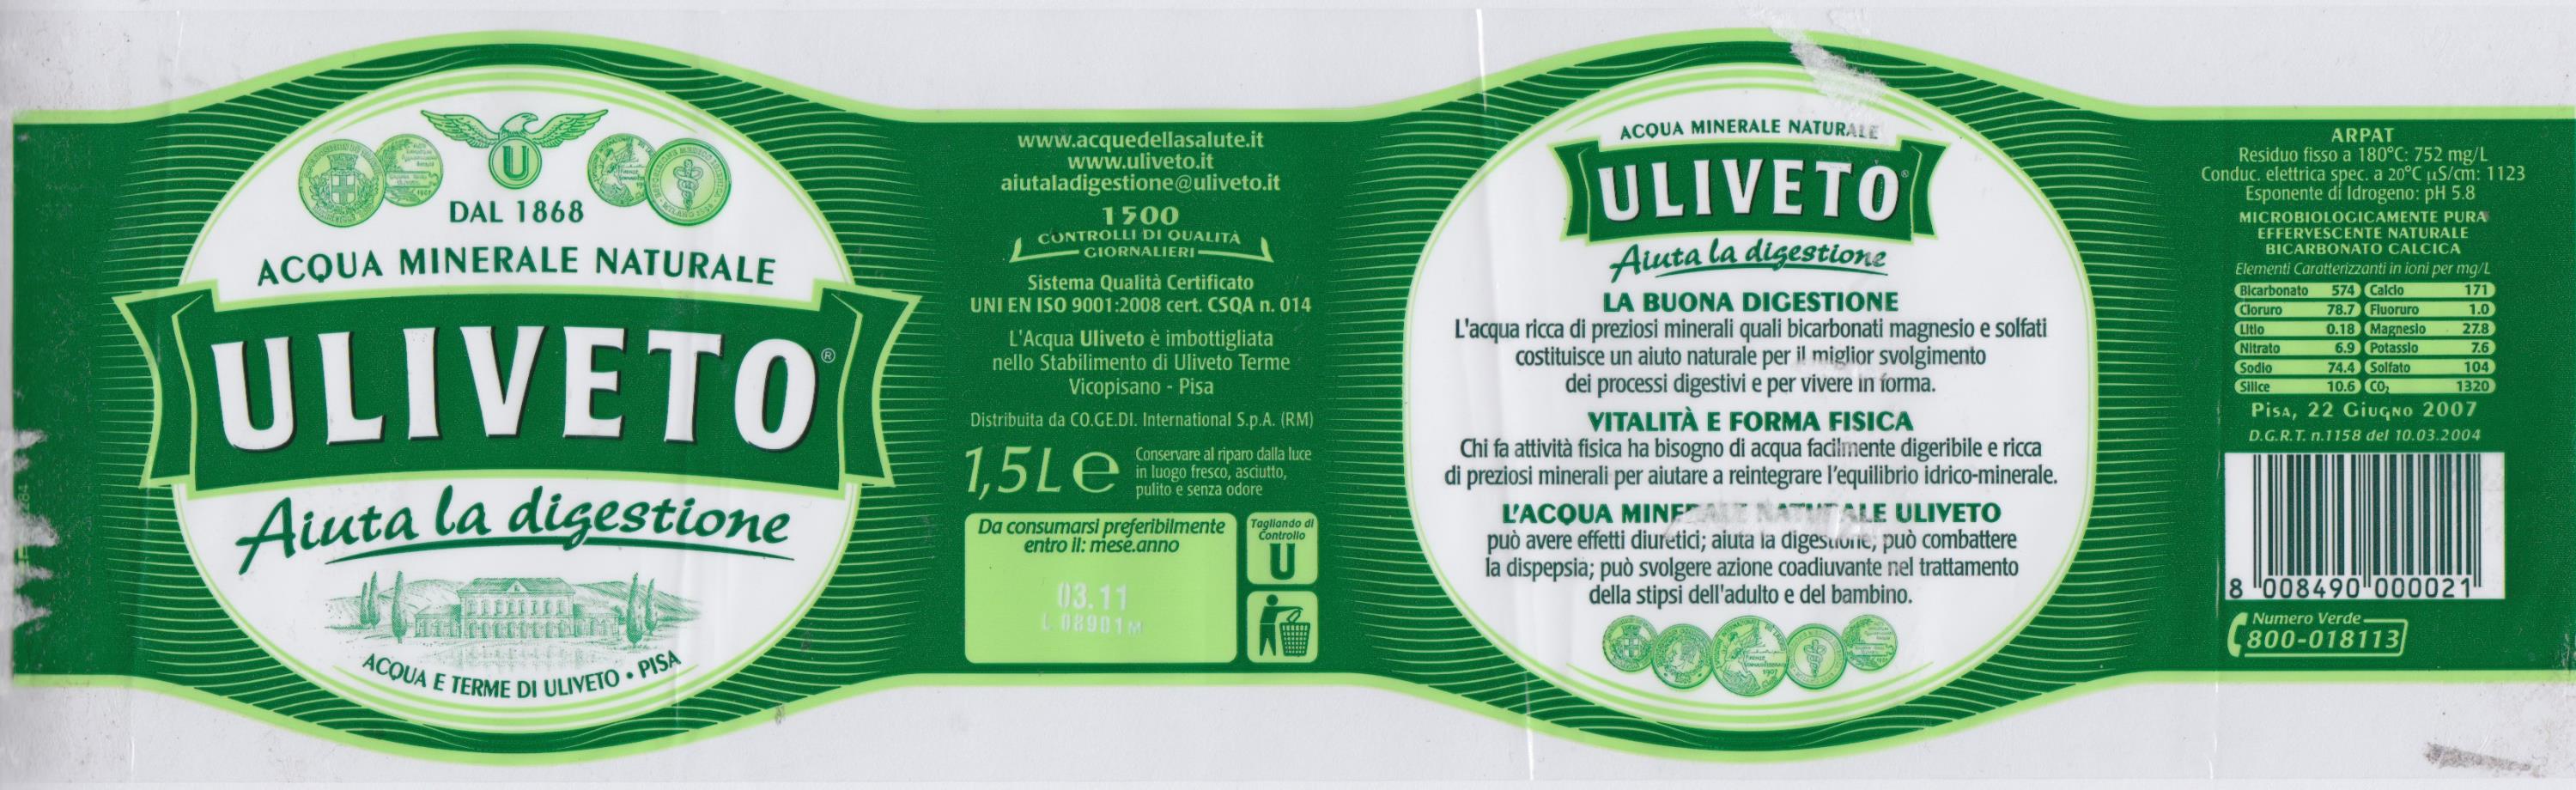 DAL 1868
ACQUA MINERALE NATURALE
ULIVETO®
Aiuta la digestione
ACQUA E TERME DI ULIVETO • PISA
www.acquedellasalute.it
www.uliveto.it
aiutaladigestione@uliveto.it
1500
CONTROLLI DI QUALITÀ
GIORNALIERI
Sistema Qualità Certificato
UNI EN ISO 9001:2008 cert. CSQA n. 014
L'Acqua Uliveto è imbottigliata
nello Stabilimento di Uliveto Terme
Vicopisano - Pisa
Distribuita da CO.GE.DI. International S.p.A. (RM)
1,5L e
Conservare al riparo dalla luce
in luogo fresco, asciutto,
pulito e senza odore
Da consumarsi preferibilmente
entro il: mese.anno
03.11
L 08901M
Tagliando di
Controllo
U
ACQUA MINERALE NATURALE
ULIVETO®
Aiuta la digestione
LA BUONA DIGESTIONE
L'acqua ricca di preziosi minerali quali bicarbonati magnesio e solfati
costituisce un aiuto naturale per il miglior svolgimento
dei processi digestivi e per vivere in forma.
VITALITÀ E FORMA FISICA
Chi fa attività fisica ha bisogno di acqua facilmente digeribile e ricca
di preziosi minerali per aiutare a reintegrare l'equilibrio idrico-minerale.
L'ACQUA MINERALE NATURALE ULIVETO
può avere effetti diuretici; aiuta la digestione, può combattere
la dispepsia; può svolgere azione coadiuvante nel trattamento
della stipsi dell'adulto e del bambino.
ARPAT
Residuo fisso a 180°C: 752 mg/L
Conduc. elettrica spec. a 20°C µS/cm: 1123
Esponente di Idrogeno: pH 5.8
MICROBIOLOGICAMENTE PURA
EFFERVESCENTE NATURALE
BICARBONATO CALCICA
Elementi Caratterizzanti in ioni per mg/L
Bicarbonato 574 Calcio 171
Cloruro 78.7 Fluoruro 1.0
Litio 0.18 Magnesio 27.8
Nitrato 6.9 Potassio 7.6
Sodio 74.4 Solfato 104
Silice 10.6 CO₂ 1320
Pisa, 22 Giugno 2007
D.G.R.T. n.1158 del 10.03.2004
8 008490 000021
Numero Verde
800-018113